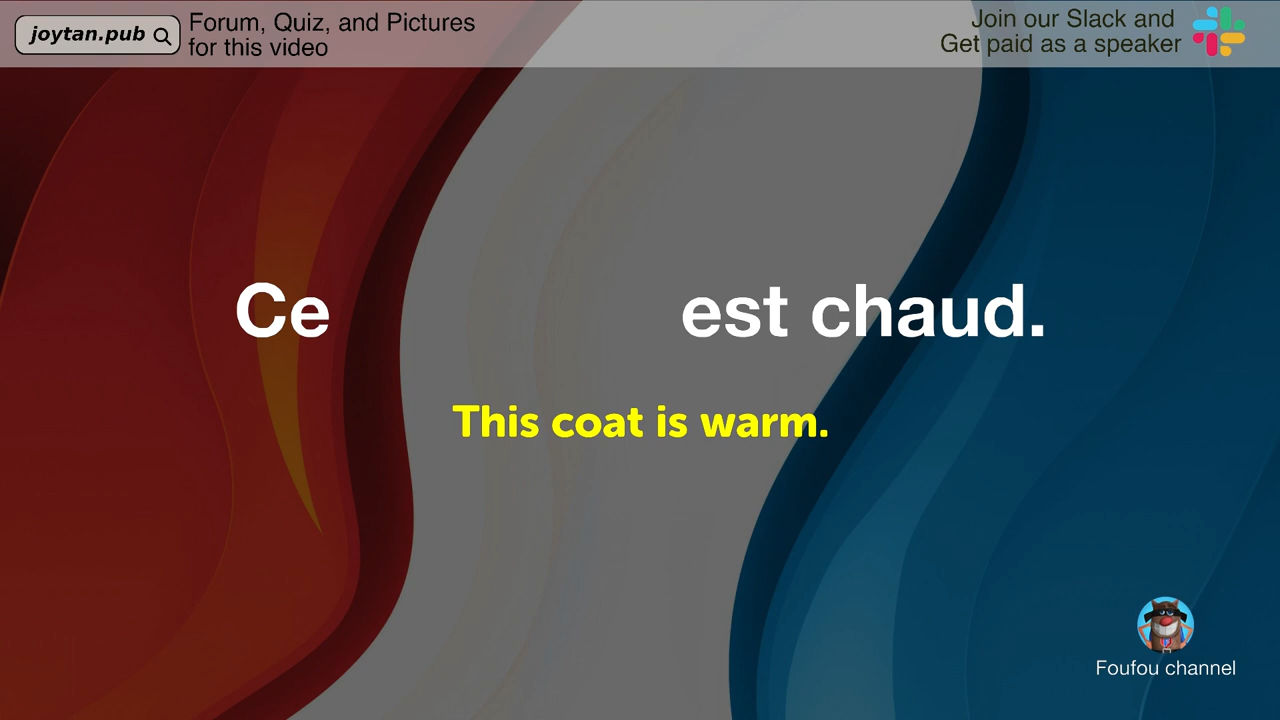 joytan.pub
Forum, Quiz, and Pictures
for this video
Join our Slack and
Get paid as a speaker
Ce est chaud.
This coat is warm.
Foufou channel